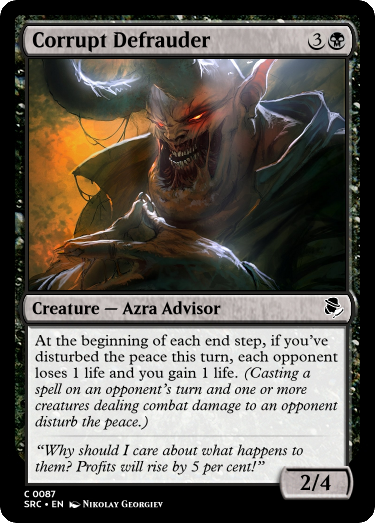 Corrupt Defrauder 3
Creature — Azra Advisor
At the beginning of each end step, if you've
disturbed the peace this turn, each opponent
loses 1 life and you gain 1 life. (Casting a
spell on an opponent's turn and one or more
creatures dealing combat damage to an opponent
disturb the peace.)
“Why should I care about what happens to
them? Profits will rise by 5 per cent!”
2/4
C 0087
SRC • EN Nikolay Georgiev